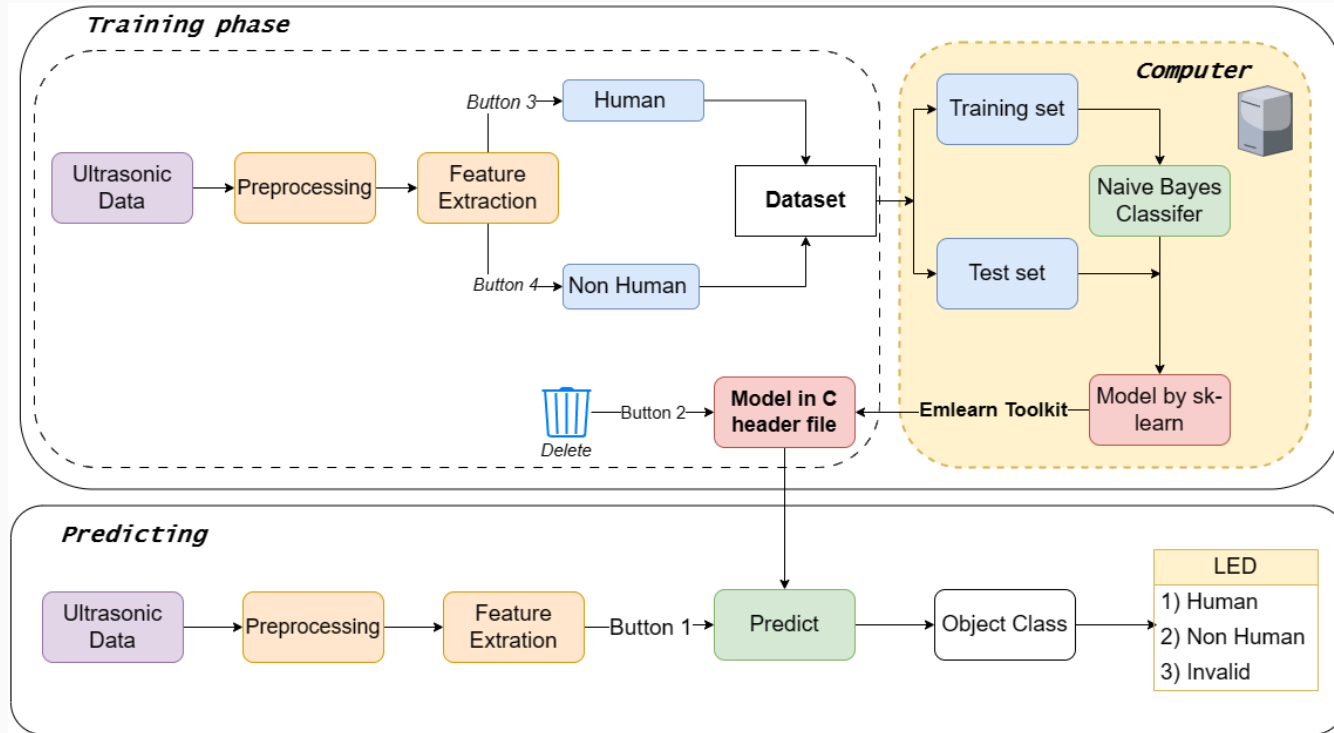 Training phase
Computer
Button 3
Human
Training set
Ultrasonic
Data
Preprocessing
Feature
Extraction
Dataset
Naive Bayes
Classifer
Button 4
Non Human
Test set
Delete
Button 2
Model in C
header file
Emlearn Toolkit
Model by sk-
learn
Predicting
Ultrasonic
Data
Preprocessing
Feature
Extration
Button 1
Predict
Object Class
LED
1) Human
2) Non Human
3) Invalid